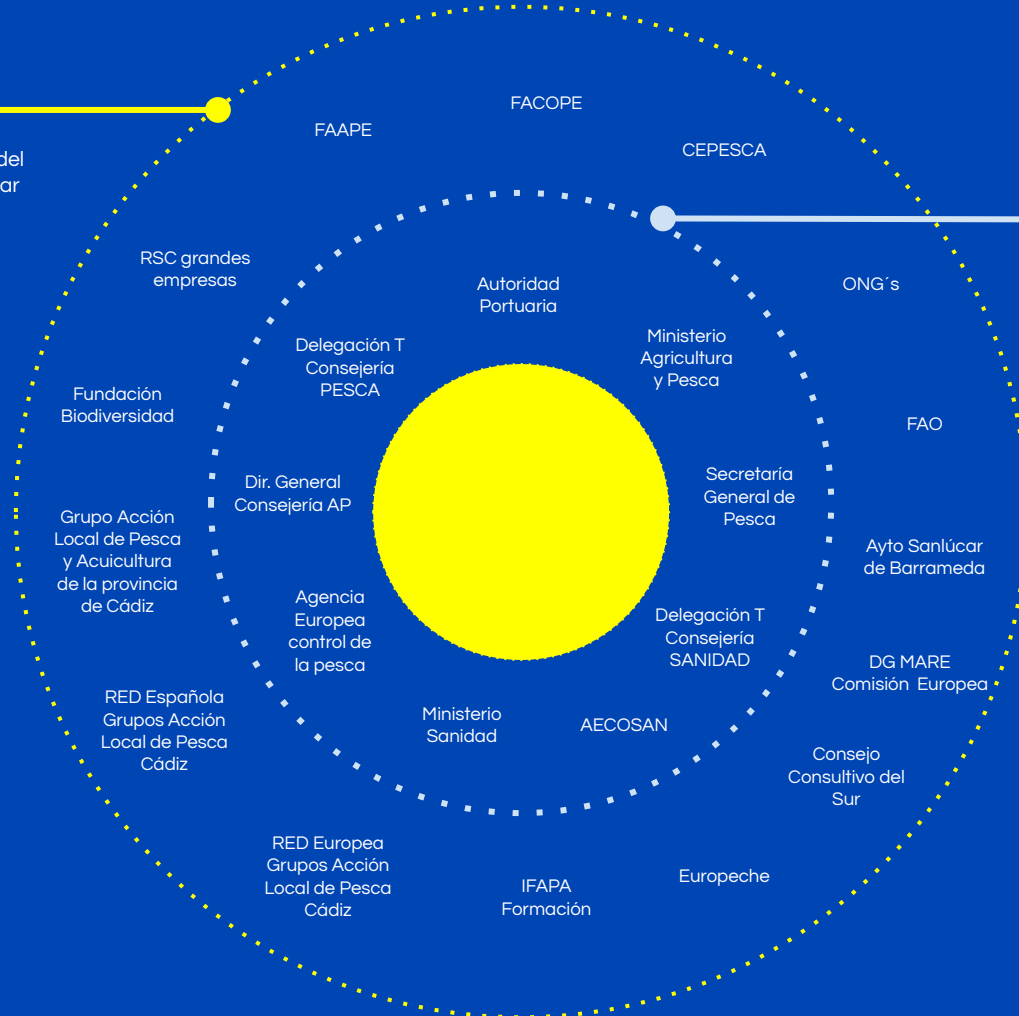 FACOPE
FAAPE
CEPESCA
del
ar
RSC grandes
empresas
Autoridad
Portuaria
ONG´s
Delegación T
Consejería
PESCA
Ministerio
Agricultura
y Pesca
Fundación
Biodiversidad
FAO
Dir. General
Consejería AP
Secretaría
General de
Pesca
Grupo Acción
Local de Pesca
y Acuicultura
de la provincia
de Cádiz
Ayto Sanlúcar
de Barrameda
Agencia
Europea
control de
la pesca
Delegación T
Consejería
SANIDAD
DG MARE
Comisión Europea
RED Española
Grupos Acción
Local de Pesca
Cádiz
Ministerio
Sanidad
AECOSAN
Consejo
Consultivo del
Sur
RED Europea
Grupos Acción
Local de Pesca
Cádiz
IFAPA
Formación
Europeche